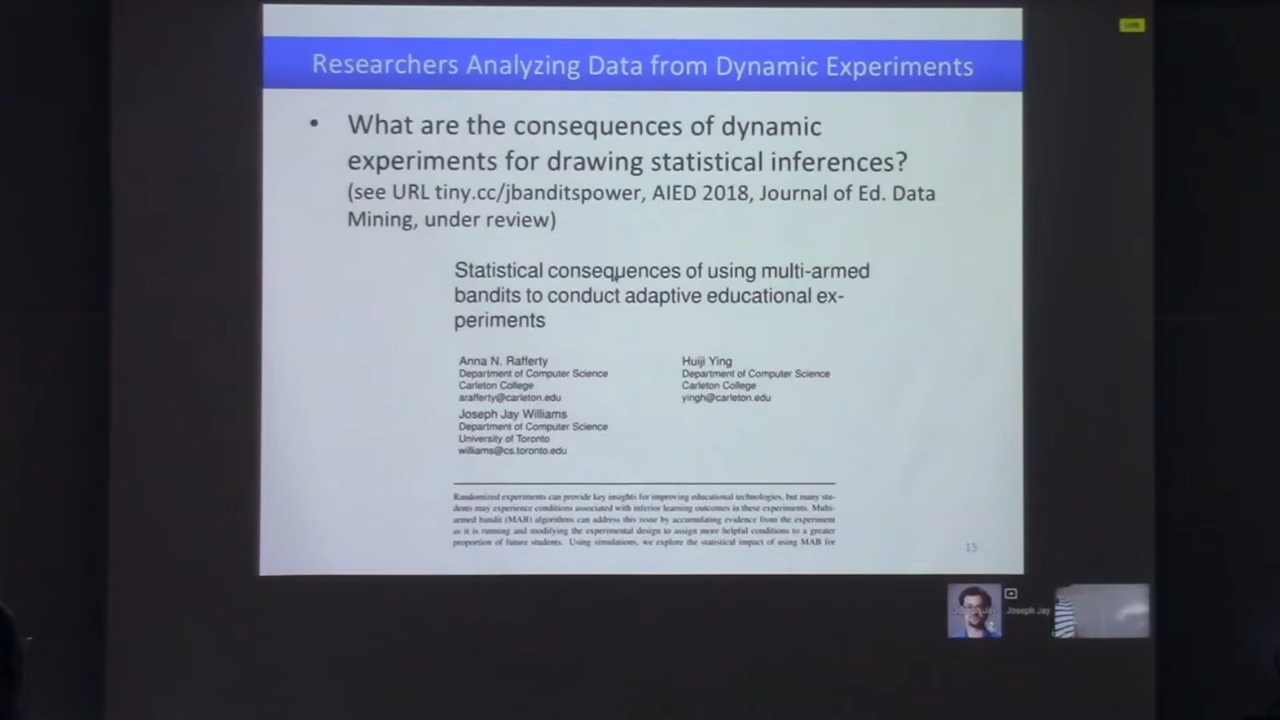 Researchers Analyzing Data from Dynamic Experiments
• What are the consequences of dynamic
experiments for drawing statistical inferences?
(see URL tiny.cc/jbanditspower, AIED 2018, Journal of Ed. Data
Mining, under review)
Statistical consequences of using multi-armed
bandits to conduct adaptive educational ex-
periments
Anna N. Rafferty
Department of Computer Science
Carleton College
arafferty@carleton.edu
Huiji Ying
Department of Computer Science
Carleton College
yingh@carleton.edu
Joseph Jay Williams
Department of Computer Science
University of Toronto
williams@cs.toronto.edu
Randomized experiments can provide key insights for improving educational technologies, but many stu-
dents may experience conditions associated with inferior learning outcomes in these experiments. Multi-
armed bandit (MAB) algorithms can address this issue by accumulating evidence from the experiment
as it is running and modifying the experimental design to assign more helpful conditions to a greater
proportion of future students. Using simulations, we explore the statistical impact of using MAB for
15
Joseph Jay